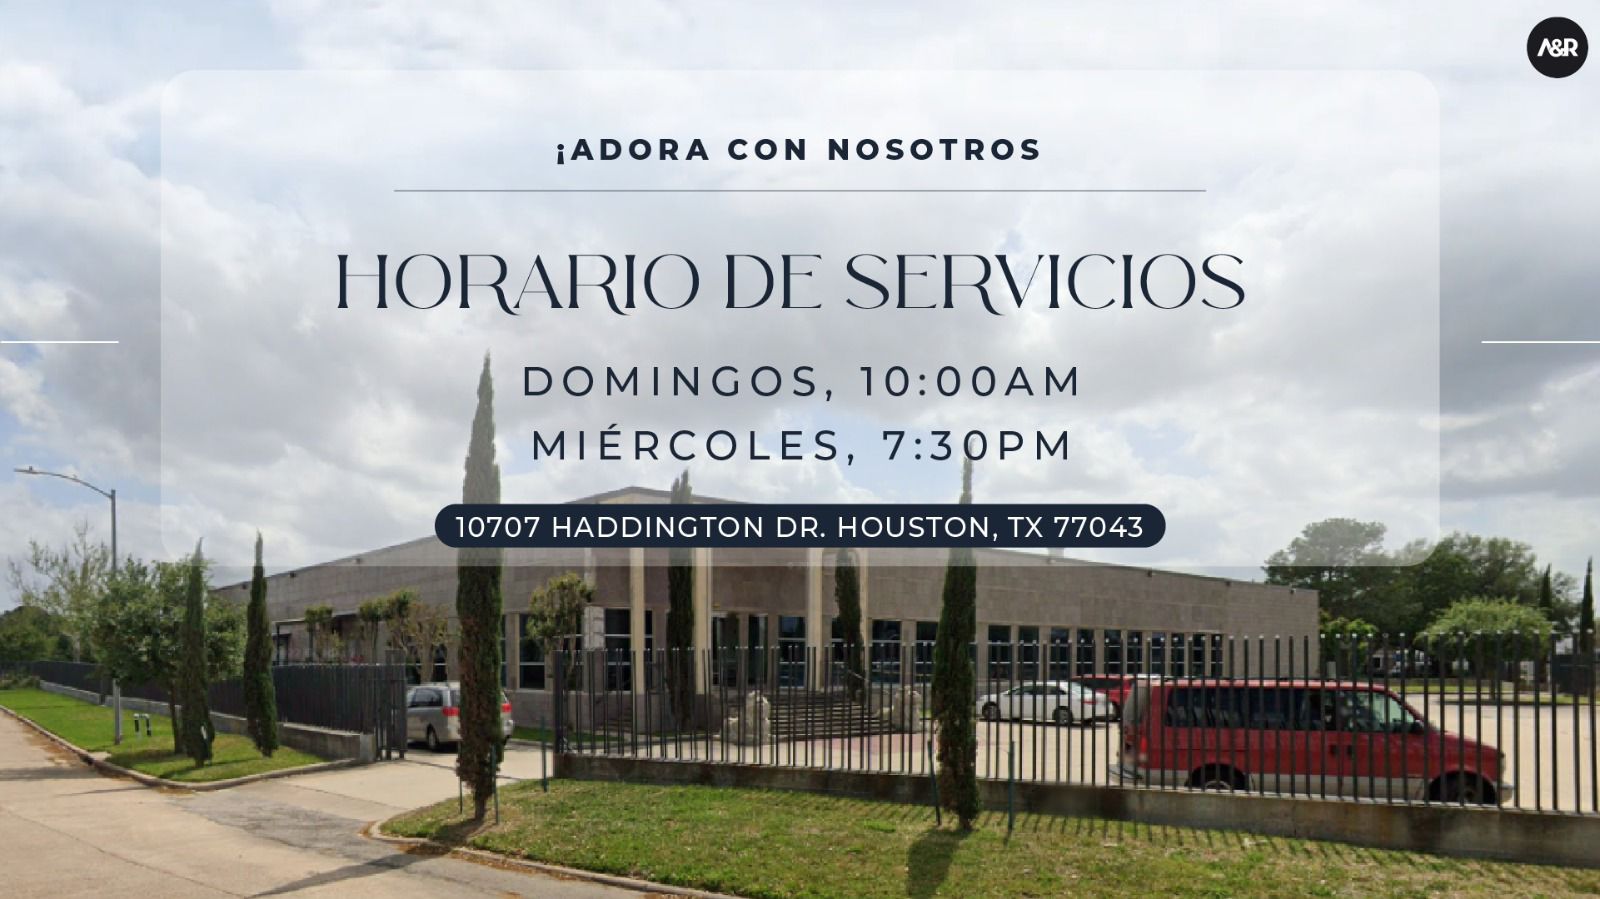 A&R
¡ADORA CON NOSOTROS
HORARIO DE SERVICIOS
DOMINGOS, 10:00AM
MIÉRCOLES, 7:30PM
10707 HADDINGTON DR. HOUSTON, TX 77043